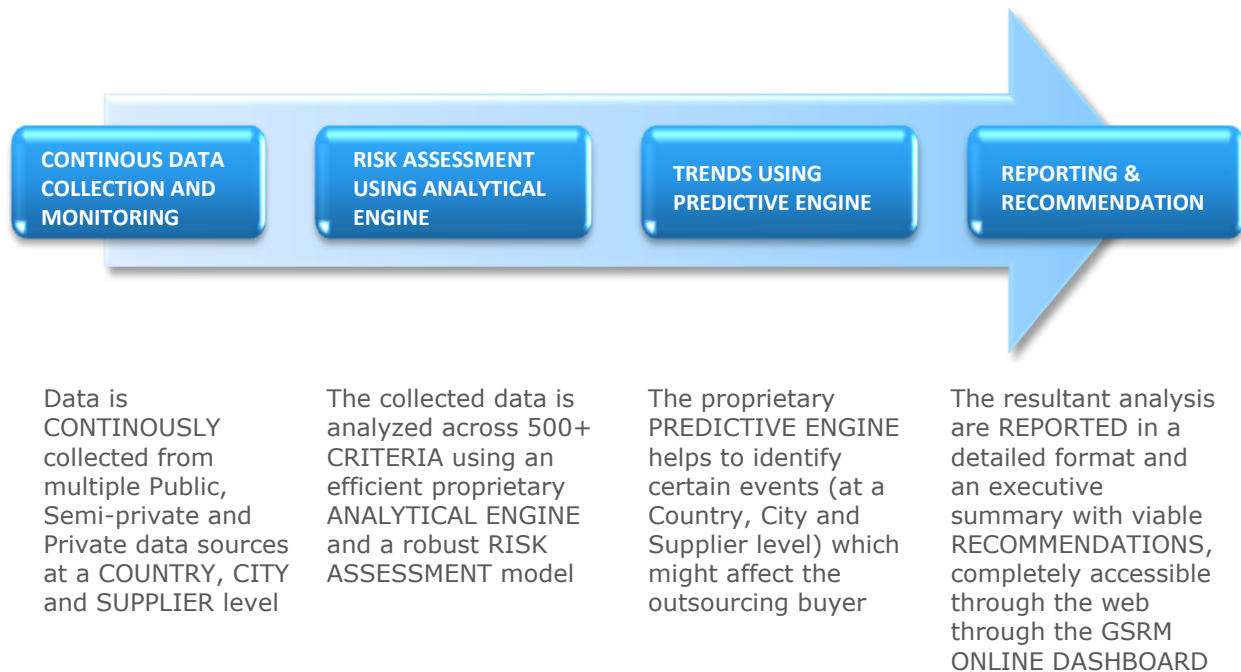 CONTINOUS DATA
COLLECTION AND
MONITORING
RISK ASSESSMENT
USING ANALYTICAL
ENGINE
TRENDS USING
PREDICTIVE ENGINE
REPORTING &
RECOMMENDATION
Data is
CONTINOUSLY
collected from
multiple Public,
Semi-private and
Private data sources
at a COUNTRY, CITY
and SUPPLIER level
The collected data is
analyzed across 500+
CRITERIA using an
efficient proprietary
ANALYTICAL ENGINE
and a robust RISK
ASSESSMENT model
The proprietary
PREDICTIVE ENGINE
helps to identify
certain events (at a
Country, City and
Supplier level) which
might affect the
outsourcing buyer
The resultant analysis
are REPORTED in a
detailed format and
an executive
summary with viable
RECOMMENDATIONS,
completely accessible
through the web
through the GSRM
ONLINE DASHBOARD